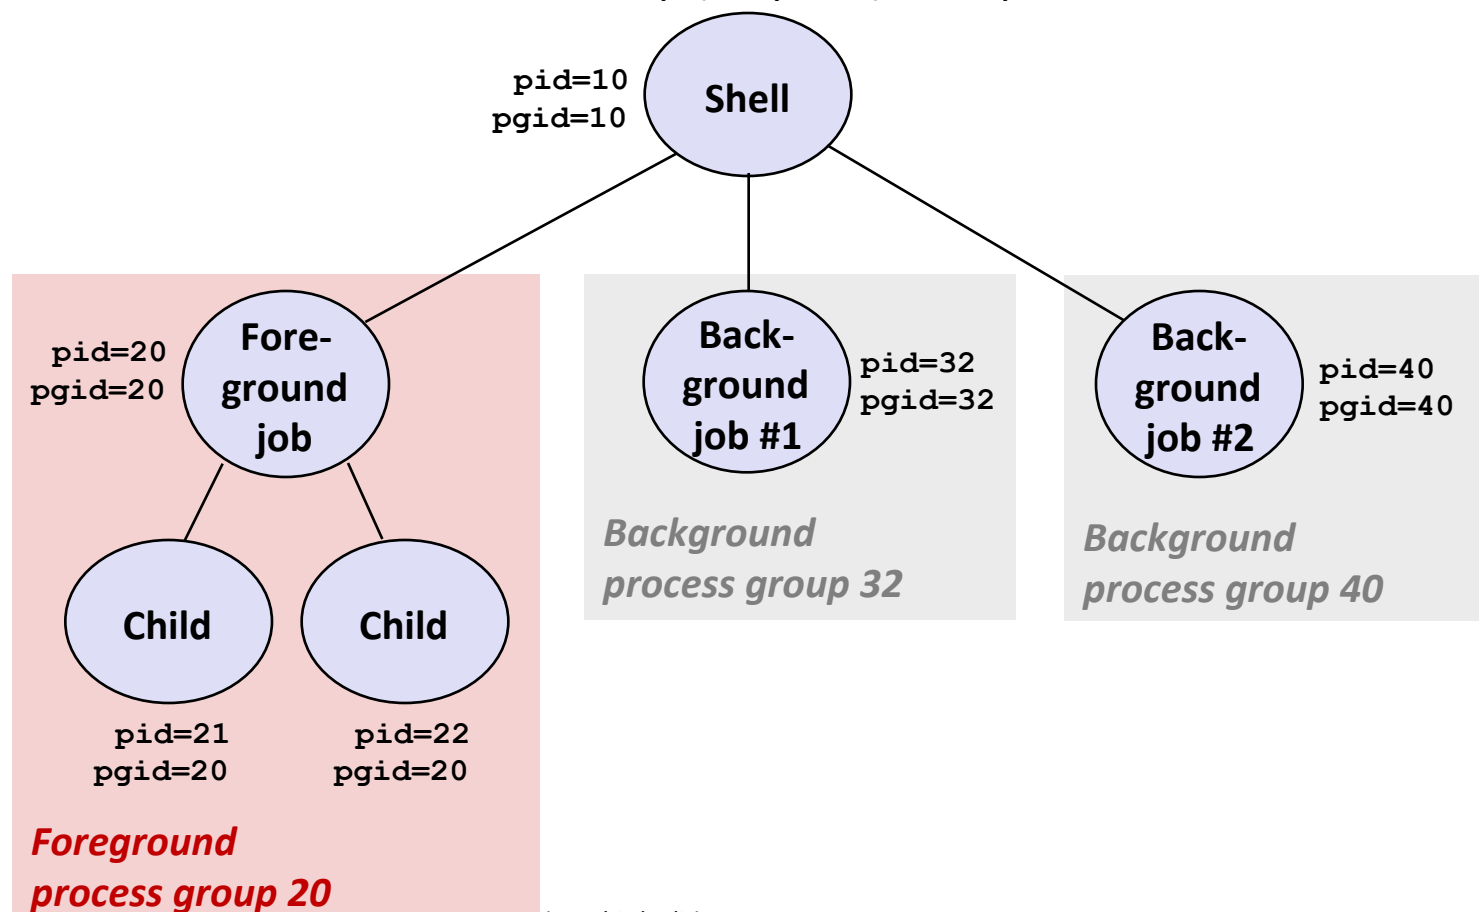 pid=10
pgid=10
Shell
pid=20
pgid=20
Fore-
ground
job
Back-
ground
job #1
pid=32
pgid=32
Back-
ground
job #2
pid=40
pgid=40
Background
process group 32
Background
process group 40
Child
Child
pid=21
pgid=20
pid=22
pgid=20
Foreground
process group 20